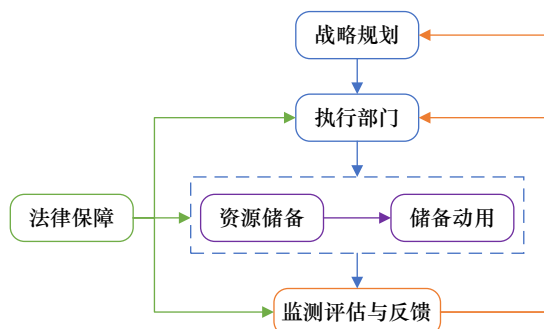 战略规划
执行部门
法律保障
资源储备
储备动用
监测评估与反馈